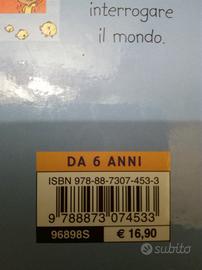 interrogare
il mondo.
DA 6 ANNI
ISBN 978-88-7307-453-3
9 788873 074533
96898S
€ 16,90
subito